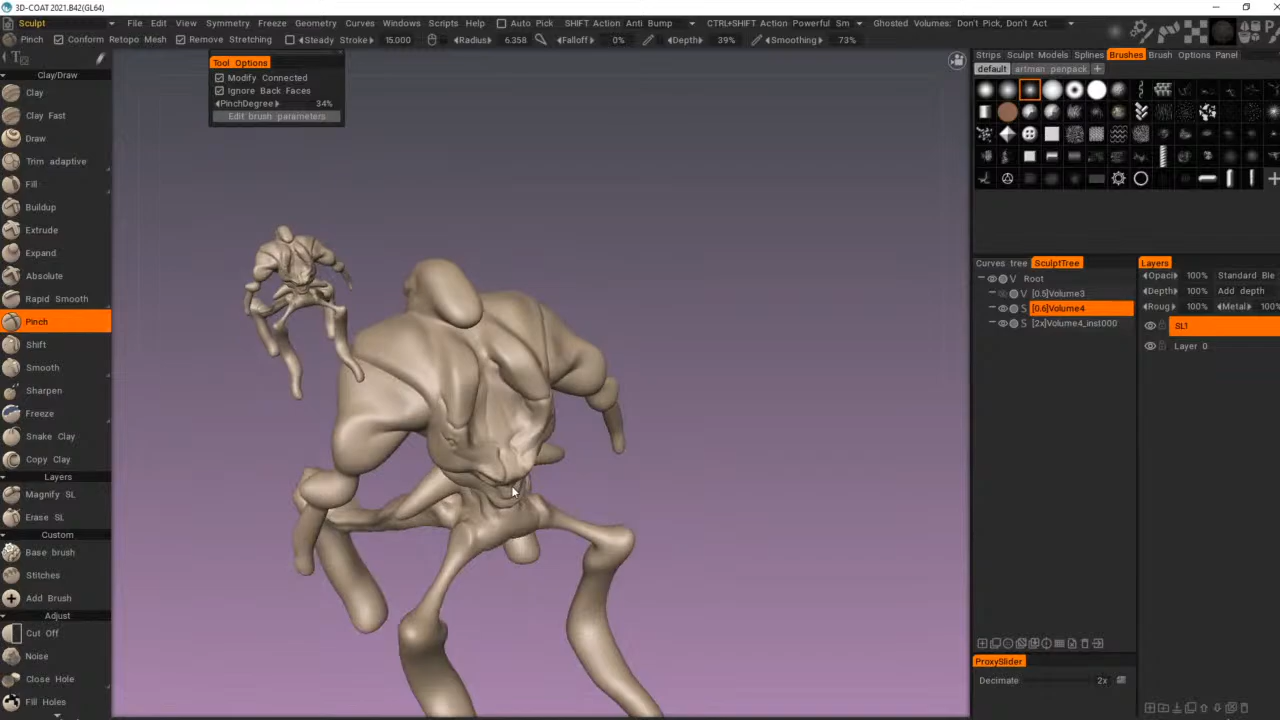 3D-COAT 2021.B42(GL64)
Sculpt File Edit View Symmetry Freeze Geometry Curves Windows Scripts Help Auto Pick SHIFT Action Anti Bump CTRL+SHIFT Action Powerful Sm Ghosted Volumes: Don't Pick, Don't Act
Pinch Conform Retopo Mesh Remove Stretching Steady Stroke 15.000 Radius 6.358 Falloff 0% Depth 39% Smoothing 73%
Tool Options
Modify Connected
Ignore Back Faces
PinchDegree 34%
Edit brush parameters
Clay/Draw
Clay
Clay Fast
Draw
Trim adaptive
Fill
Buildup
Extrude
Expand
Absolute
Rapid Smooth
Pinch
Shift
Smooth
Sharpen
Freeze
Snake Clay
Copy Clay
Layers
Magnify SL
Erase SL
Custom
Base brush
Stitches
Add Brush
Adjust
Cut Off
Noise
Close Hole
Fill Holes
Strips Sculpt Models Splines Brushes Brush Options Panel
default artman penpack +
Curves tree SculptTree
Root
V [0.5]Volume3
S [0.6]Volume4
S [2x]Volume4_inst000
Layers
Opaci 100% Standard Ble
Depth 100% Add depth
Roug 100% Metal 100%
SL1
Layer 0
ProxySlider
Decimate 2x